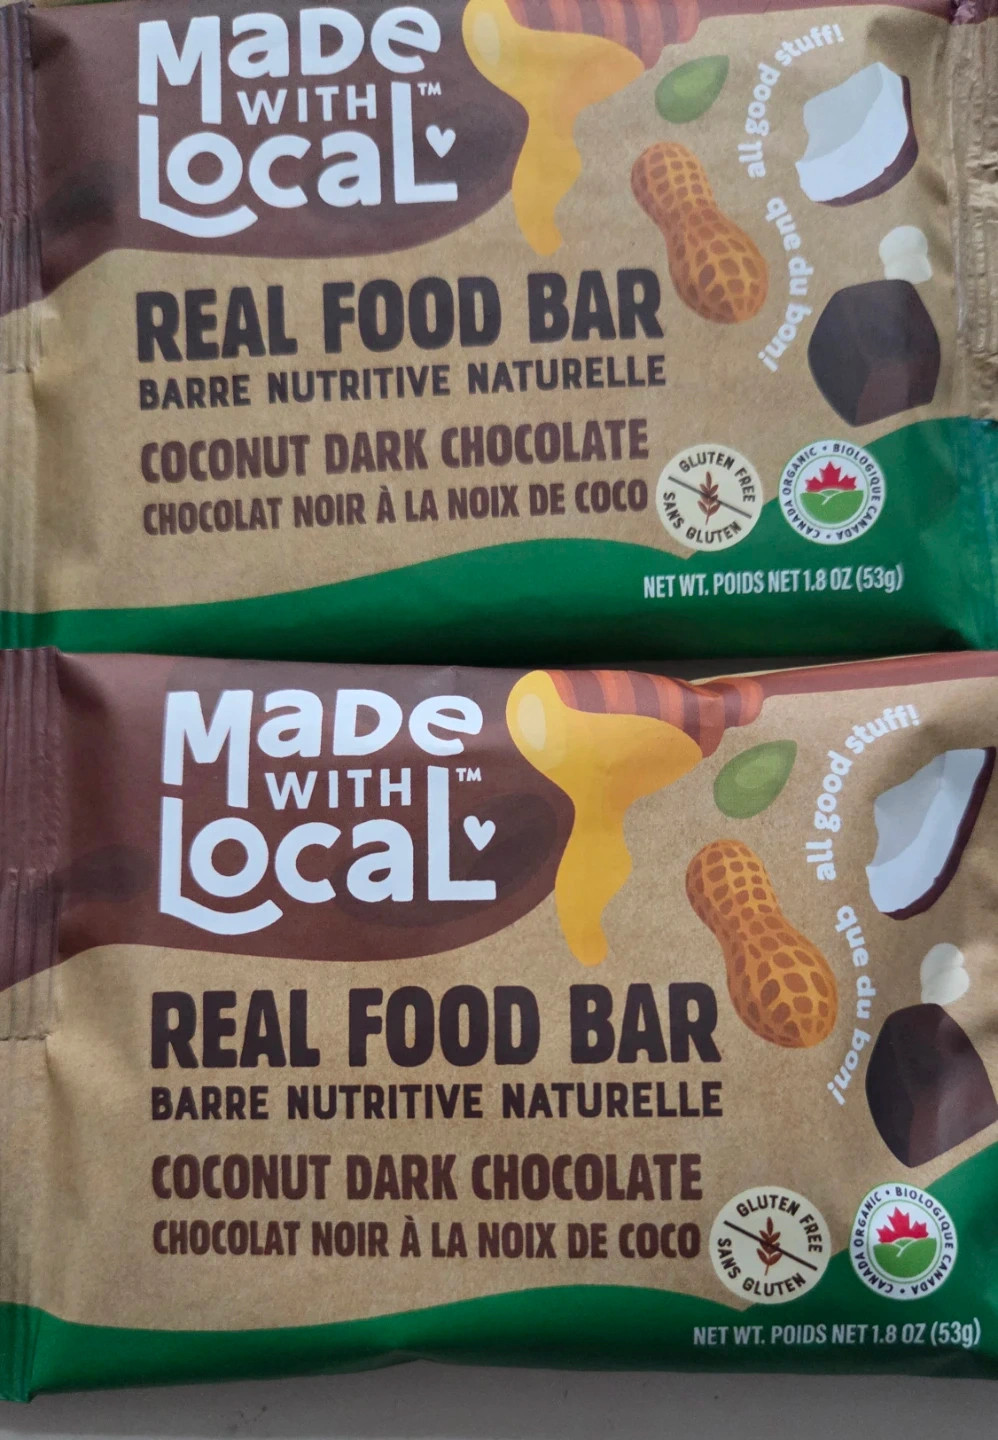 MaDe
WITH
LocaL™
all good stuff!
que du bon!
REAL FOOD BAR
BARRE NUTRITIVE NATURELLE
COCONUT DARK CHOCOLATE
CHOCOLAT NOIR À LA NOIX DE COCO
GLUTEN FREE
SANS GLUTEN
CANADA ORGANIC • BIOLOGIQUE CANADA •
NET WT. POIDS NET 1.8 OZ (53g)
MaDe
WITH
LocaL™
all good stuff!
que du bon!
REAL FOOD BAR
BARRE NUTRITIVE NATURELLE
COCONUT DARK CHOCOLATE
CHOCOLAT NOIR À LA NOIX DE COCO
GLUTEN FREE
SANS GLUTEN
CANADA ORGANIC • BIOLOGIQUE CANADA •
NET WT. POIDS NET 1.8 OZ (53g)